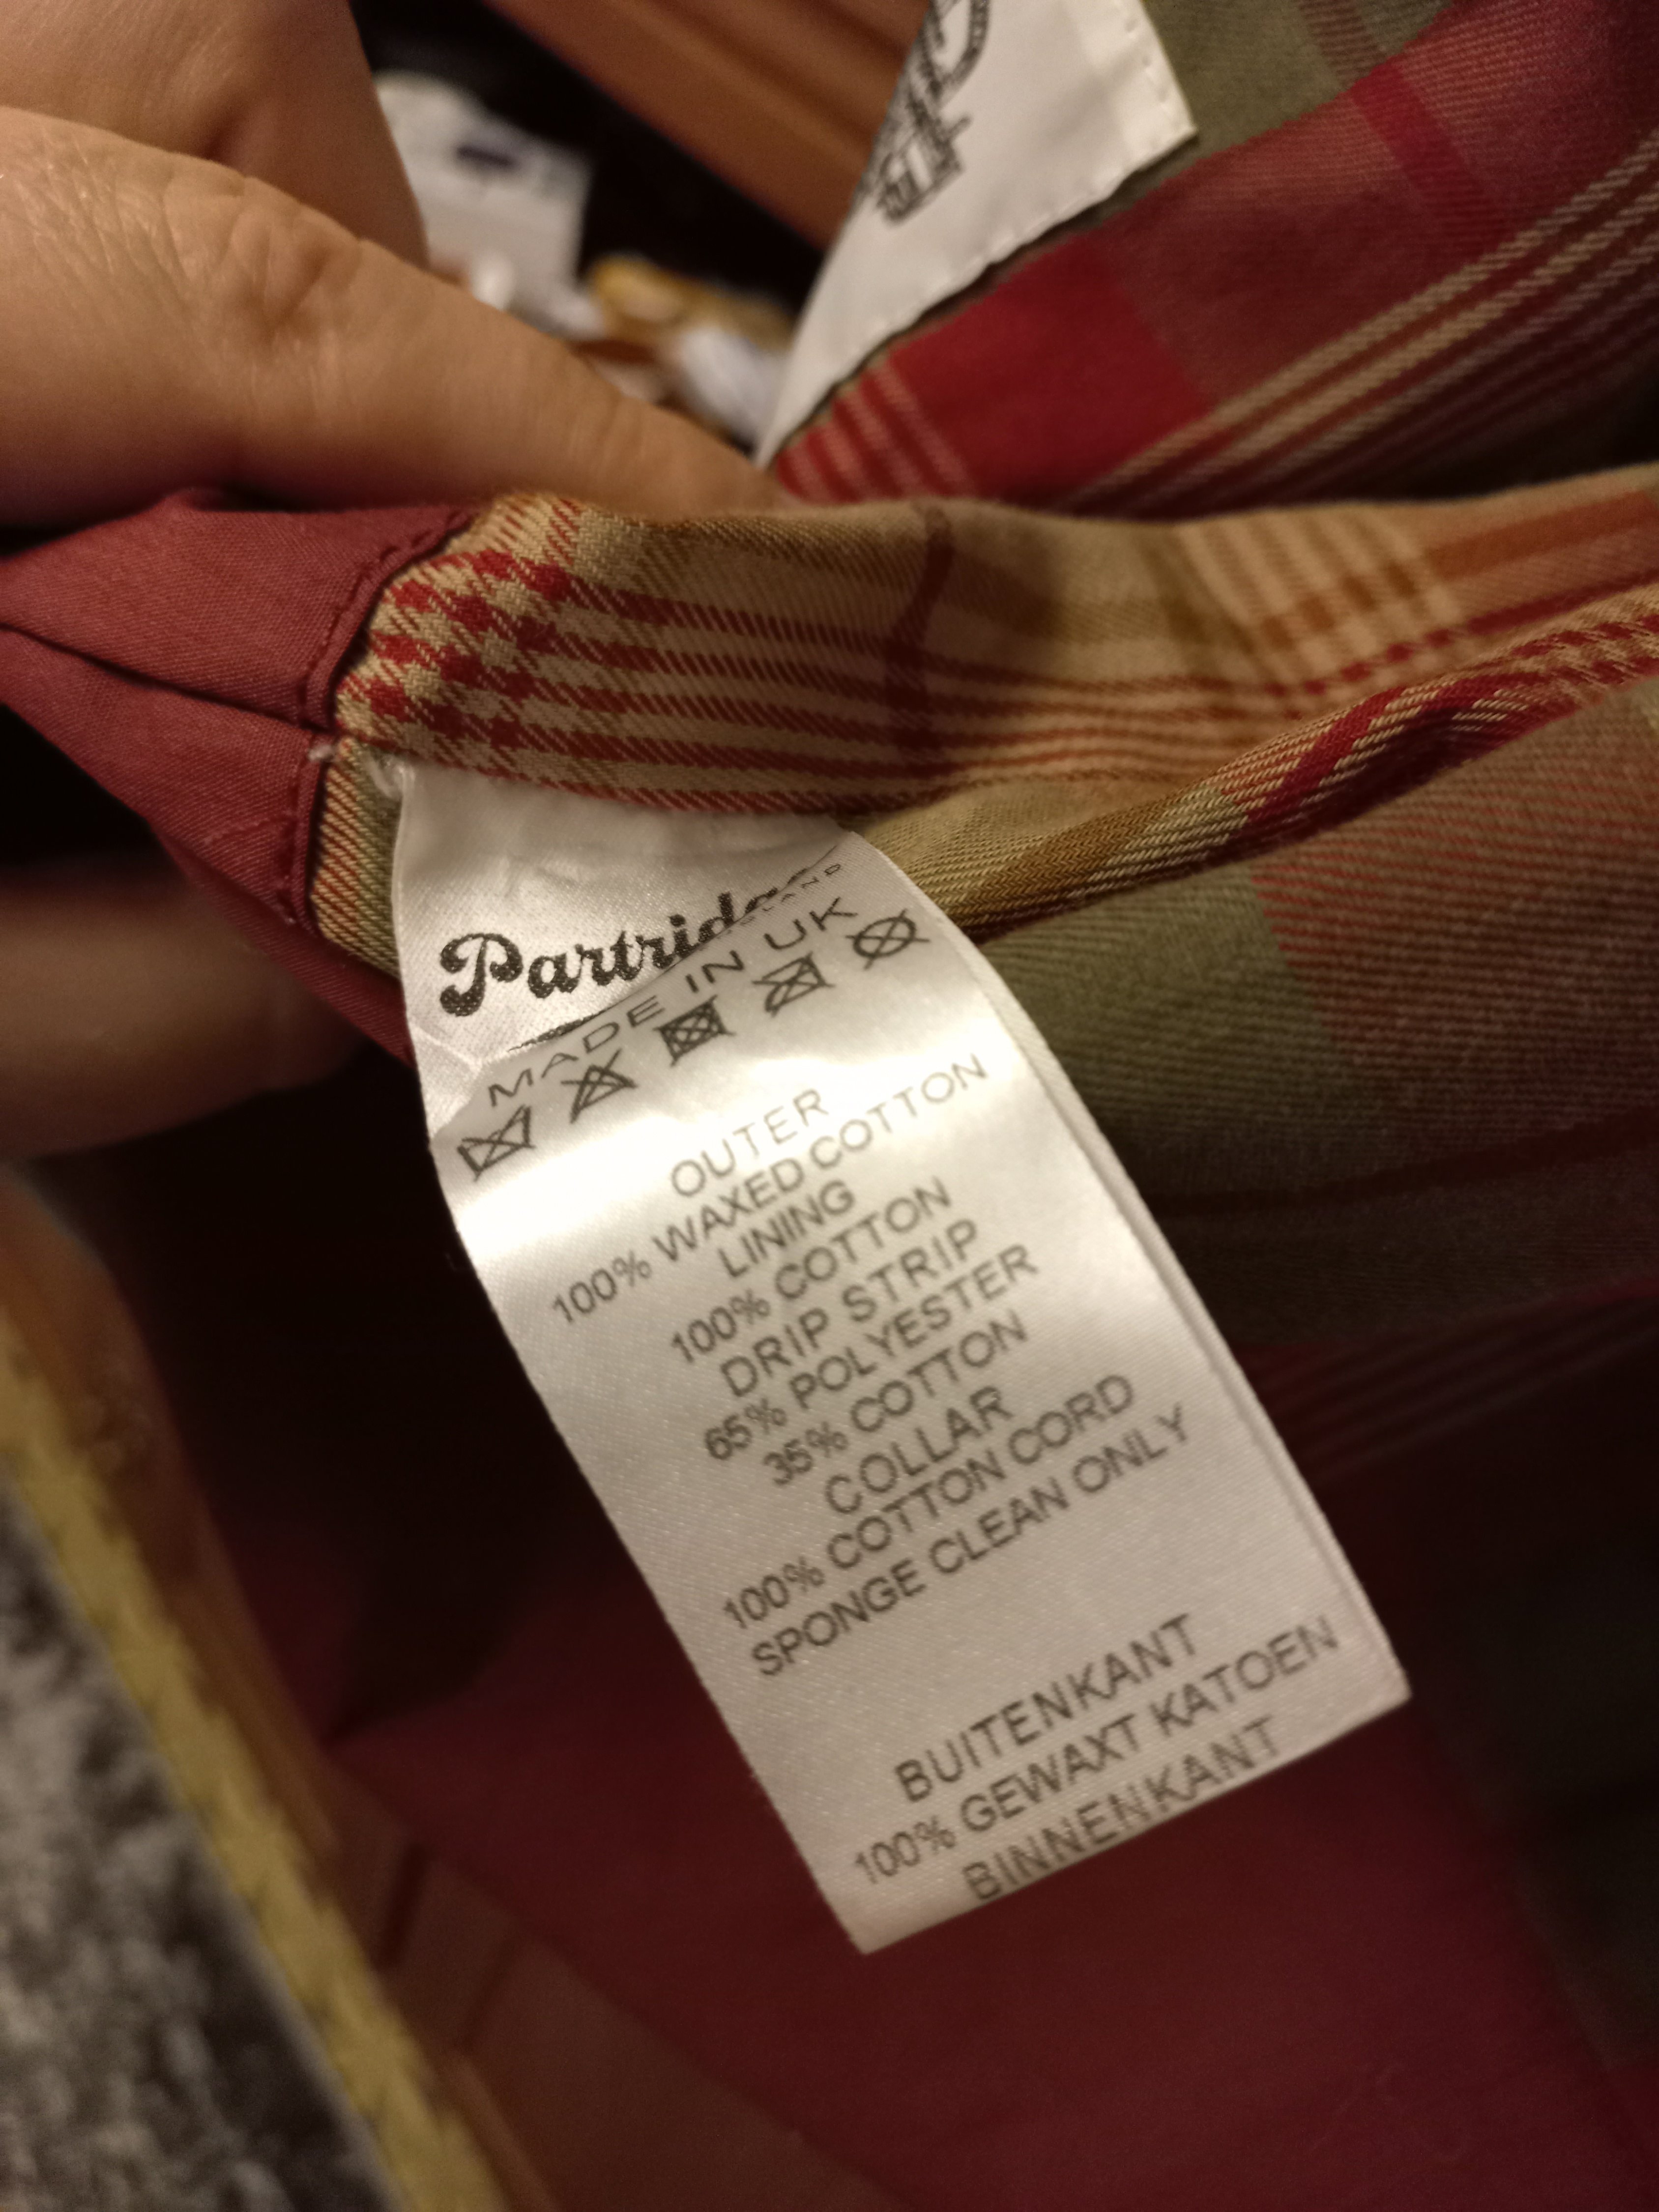 Partridge
MADE IN UK
OUTER
100% WAXED COTTON
LINING
100% COTTON
DRIP STRIP
65% POLYESTER
35% COTTON
COLLAR
100% COTTON CORD
SPONGE CLEAN ONLY
BUITENKANT
100% GEWAXT KATOEN
BINNENKANT